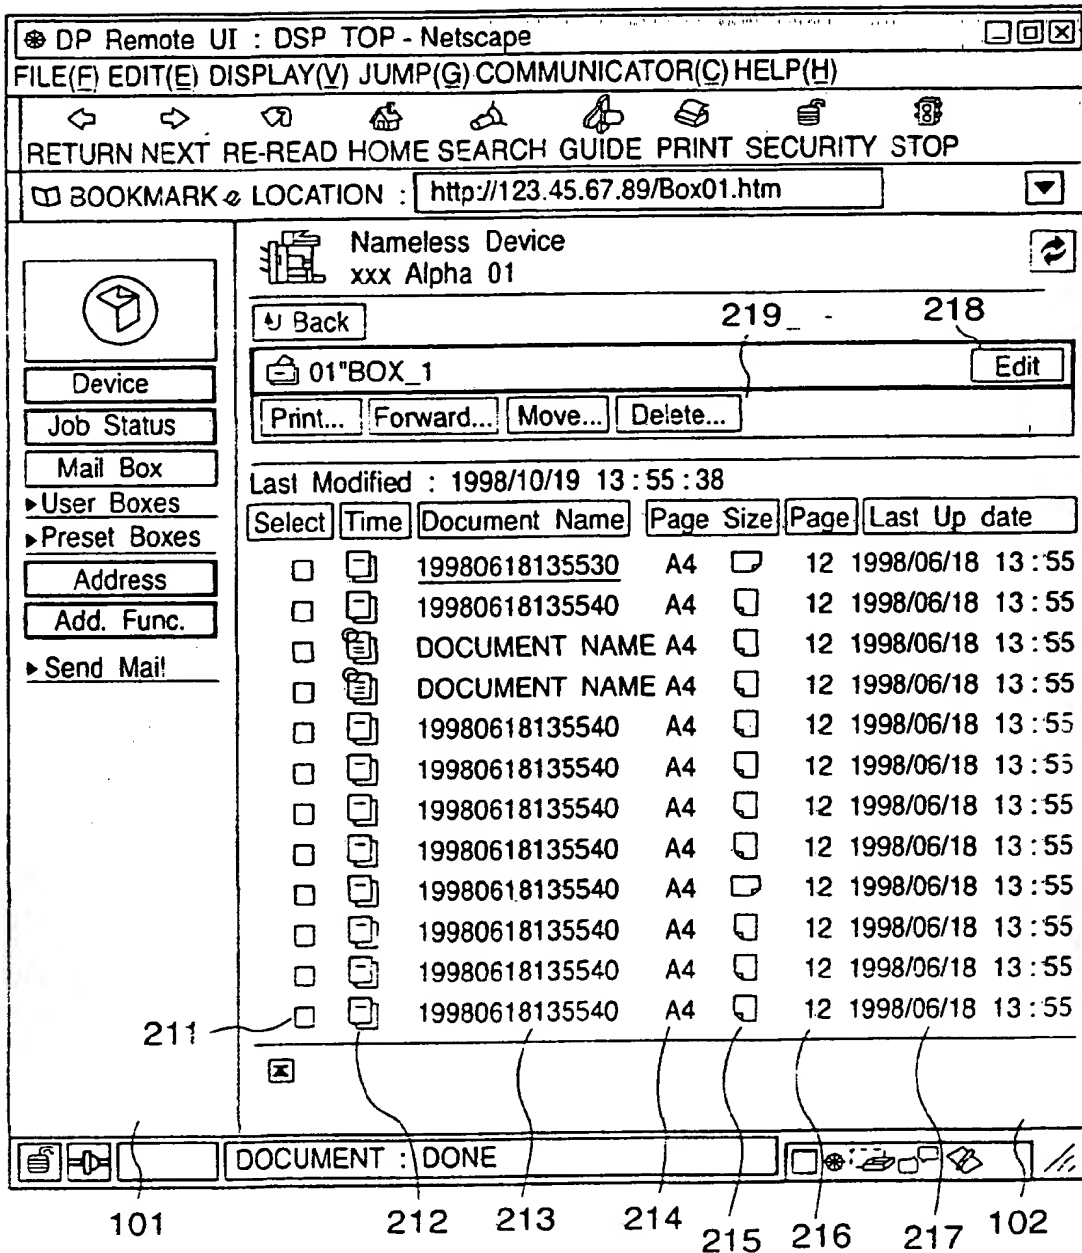 DP Remote UI : DSP TOP - Netscape
FILE(F) EDIT(E) DISPLAY(V) JUMP(G) COMMUNICATOR(C) HELP(H)
RETURN NEXT RE-READ HOME SEARCH GUIDE PRINT SECURITY STOP
BOOKMARK LOCATION : http://123.45.67.89/Box01.htm
Nameless Device
xxx Alpha 01
Back
219
218
01"BOX_1
Edit
Print... Forward... Move... Delete...
Device
Job Status
Mail Box
User Boxes
Preset Boxes
Address
Add. Func.
Send Mail
Last Modified : 1998/10/19 13:55:38
Select Time Document Name Page Size Page Last Up date
19980618135530 A4 12 1998/06/18 13:55
19980618135540 A4 12 1998/06/18 13:55
DOCUMENT NAME A4 12 1998/06/18 13:55
DOCUMENT NAME A4 12 1998/06/18 13:55
19980618135540 A4 12 1998/06/18 13:55
19980618135540 A4 12 1998/06/18 13:55
19980618135540 A4 12 1998/06/18 13:55
19980618135540 A4 12 1998/06/18 13:55
19980618135540 A4 12 1998/06/18 13:55
19980618135540 A4 12 1998/06/18 13:55
19980618135540 A4 12 1998/06/18 13:55
19980618135540 A4 12 1998/06/18 13:55
211
DOCUMENT : DONE
101 212 213 214 215 216 217 102